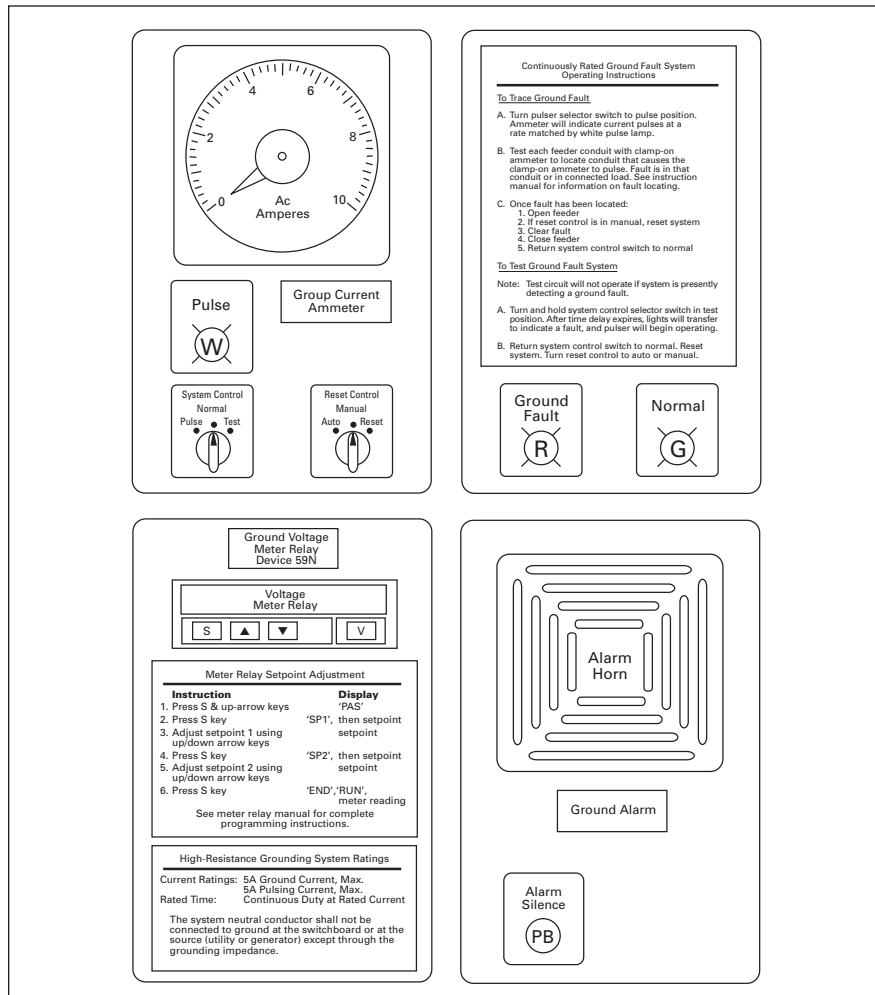 4
6
2
8
0
10
Ac
Amperes
Pulse
W
Group Current
Ammeter
System Control
Normal
Pulse
Test
Reset Control
Manual
Auto
Reset
Continuously Rated Ground Fault System
Operating Instructions
To Trace Ground Fault
A. Turn pulser selector switch to pulse position.
Ammeter will indicate current pulses at a
rate matched by white pulse lamp.
B. Test each feeder conduit with clamp-on
ammeter to locate conduit that causes the
clamp-on ammeter to pulse. Fault is in that
conduit or in connected load. See instruction
manual for information on fault locating.
C. Once fault has been located:
1. Open feeder
2. If reset control is in manual, reset system
3. Clear fault
4. Close feeder
5. Return system control switch to normal
To Test Ground Fault System
Note: Test circuit will not operate if system is presently
detecting a ground fault.
A. Turn and hold system control selector switch in test
position. After time delay expires, lights will transfer
to indicate a fault, and pulser will begin operating.
B. Return system control switch to normal. Reset
system. Turn reset control to auto or manual.
Ground
Fault
R
Normal
G
Ground Voltage
Meter Relay
Device 59N
Voltage
Meter Relay
S ▲ ▼ V
Meter Relay Setpoint Adjustment
Instruction Display
1. Press S & up-arrow keys 'PAS'
2. Press S key 'SP1', then setpoint
3. Adjust setpoint 1 using setpoint
up/down arrow keys
4. Press S key 'SP2', then setpoint
5. Adjust setpoint 2 using setpoint
up/down arrow keys
6. Press S key 'END','RUN',
meter reading
See meter relay manual for complete
programming instructions.
High-Resistance Grounding System Ratings
Current Ratings: 5A Ground Current, Max.
5A Pulsing Current, Max.
Rated Time: Continuous Duty at Rated Current
The system neutral conductor shall not be
connected to ground at the switchboard or at the
source (utility or generator) except through the
grounding impedance.
Alarm
Horn
Ground Alarm
Alarm
Silence
PB